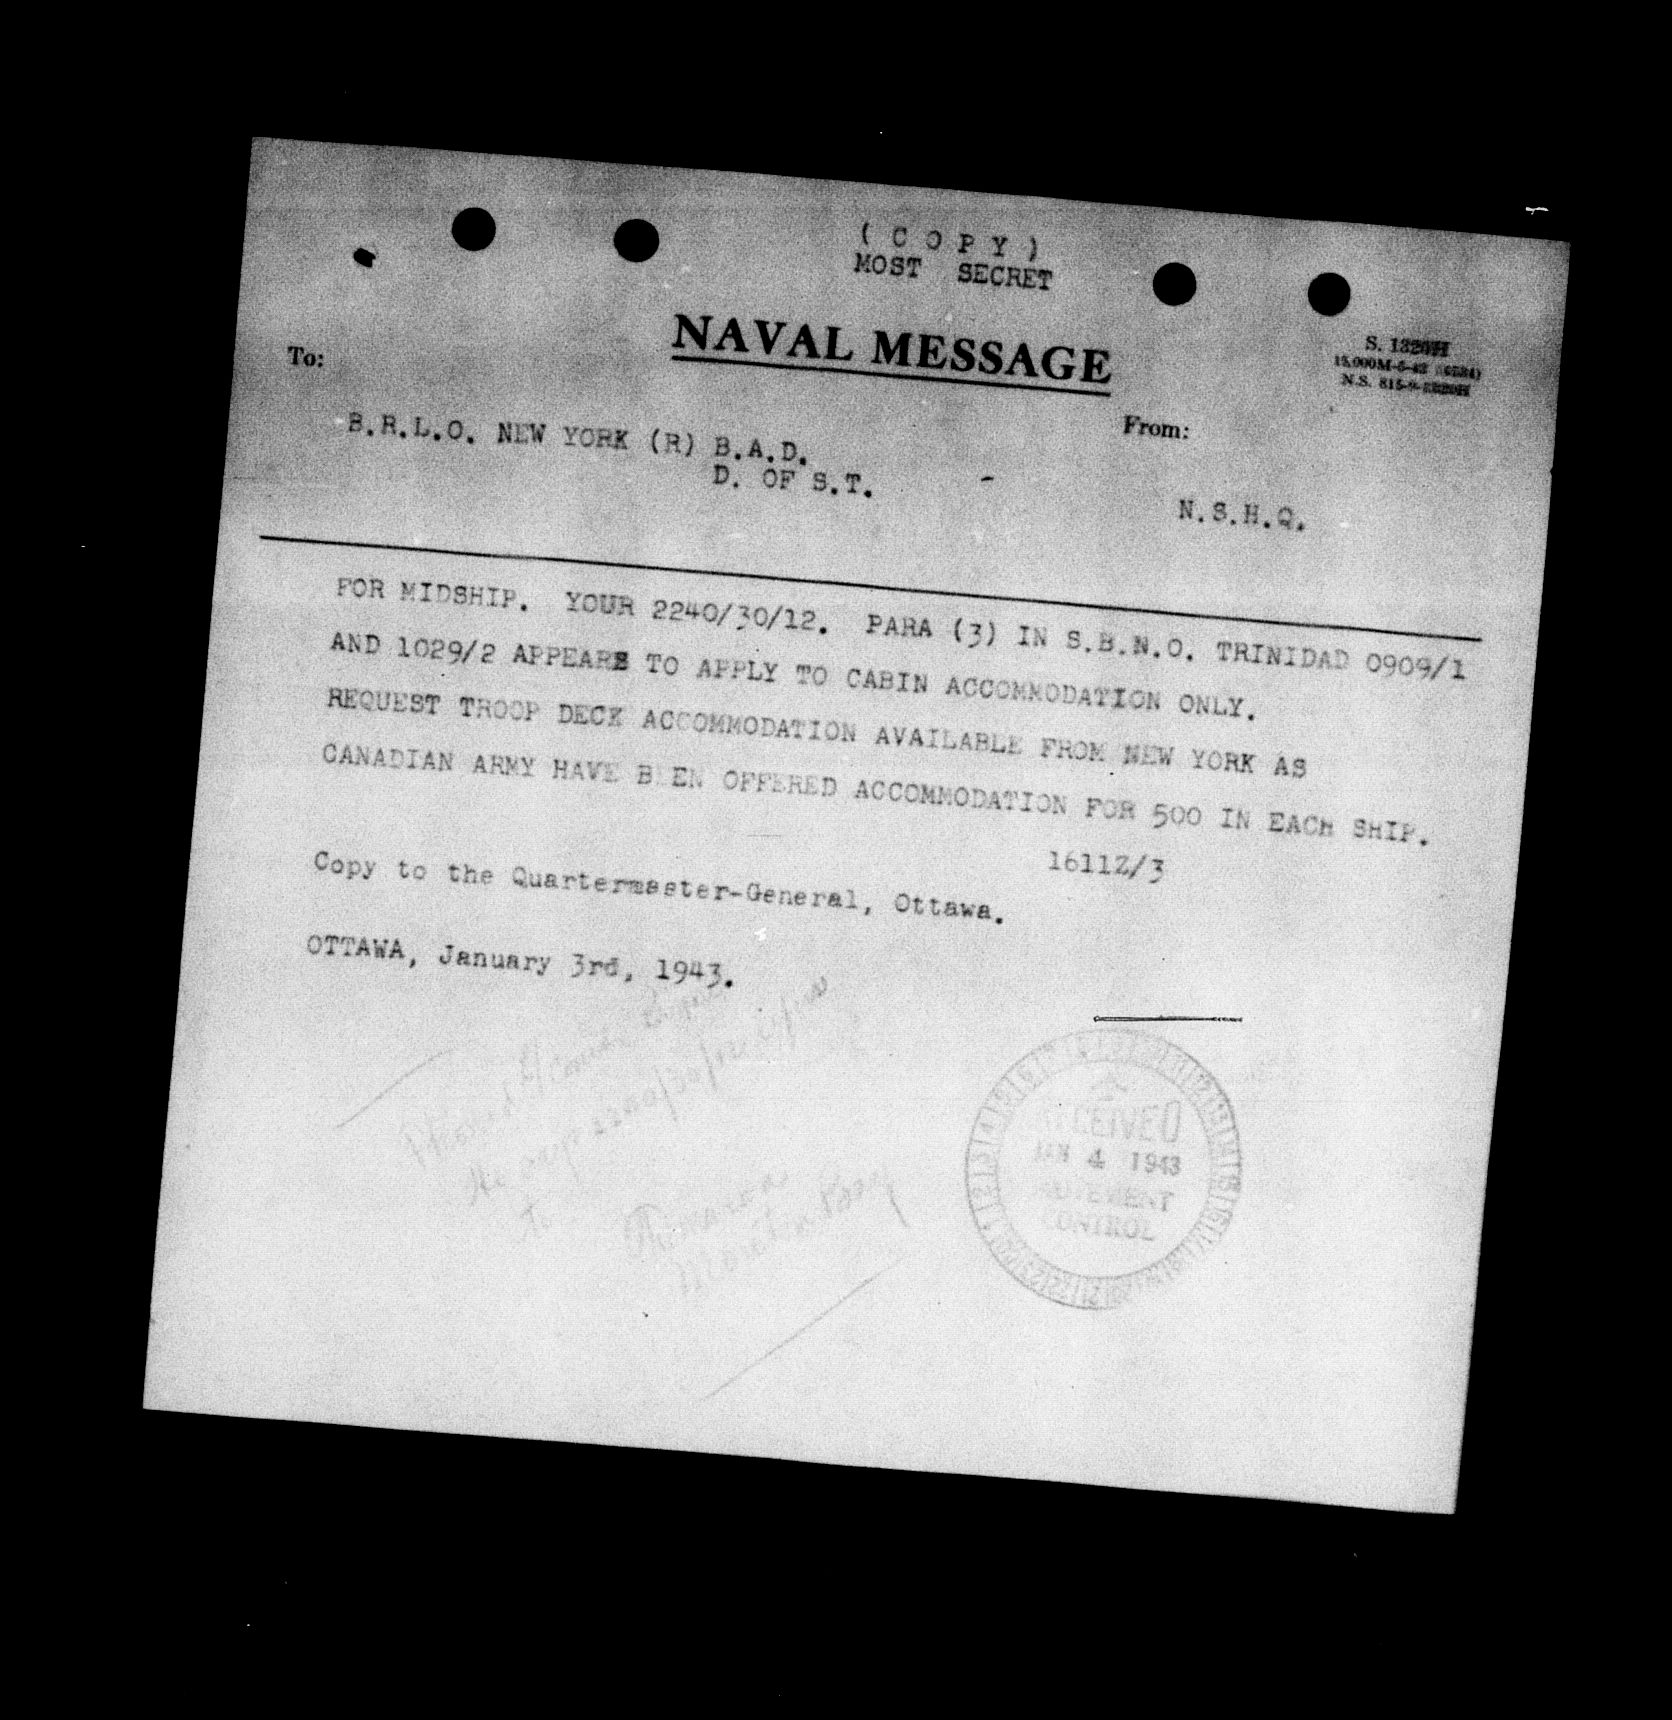 ( C O P Y )
MOST SECRET
NAVAL MESSAGE
S. 1320H
To:
From:
B.R.L.O. NEW YORK (R) B.A.D.
D. OF S.T. -
N.S.H.Q.
FOR MIDSHIP. YOUR 2240/30/12. PARA (3) IN S.B.N.O. TRINIDAD 0909/1
AND 1029/2 APPEARS TO APPLY TO CABIN ACCOMMODATION ONLY.
REQUEST TROOP DECK ACCOMMODATION AVAILABLE FROM NEW YORK AS
CANADIAN ARMY HAVE BEEN OFFERED ACCOMMODATION FOR 500 IN EACH SHIP.
1611Z/3
Copy to the Quartermaster-General, Ottawa.
OTTAWA, January 3rd, 1943.
RECEIVED
JAN 4 1943
MOVEMENT
CONTROL